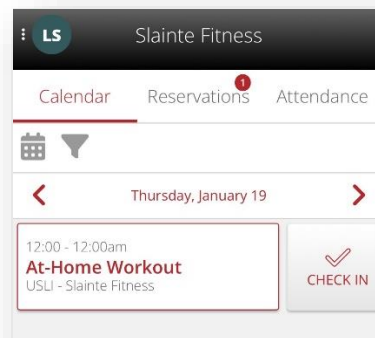 LS
Slainte Fitness
Calendar
Reservations
1
Attendance
Thursday, January 19
12:00 - 12:00am
At-Home Workout
USLI - Slainte Fitness
CHECK IN